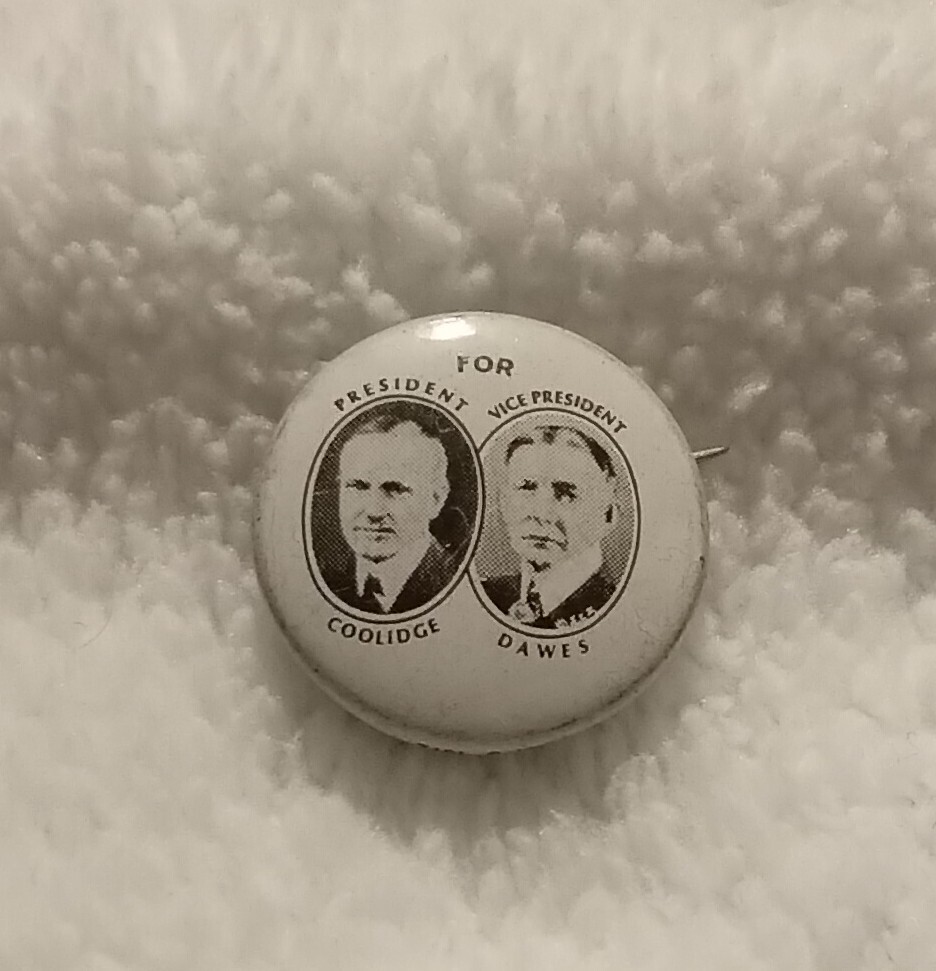 FOR
PRESIDENT
VICE PRESIDENT
COOLIDGE
DAWES